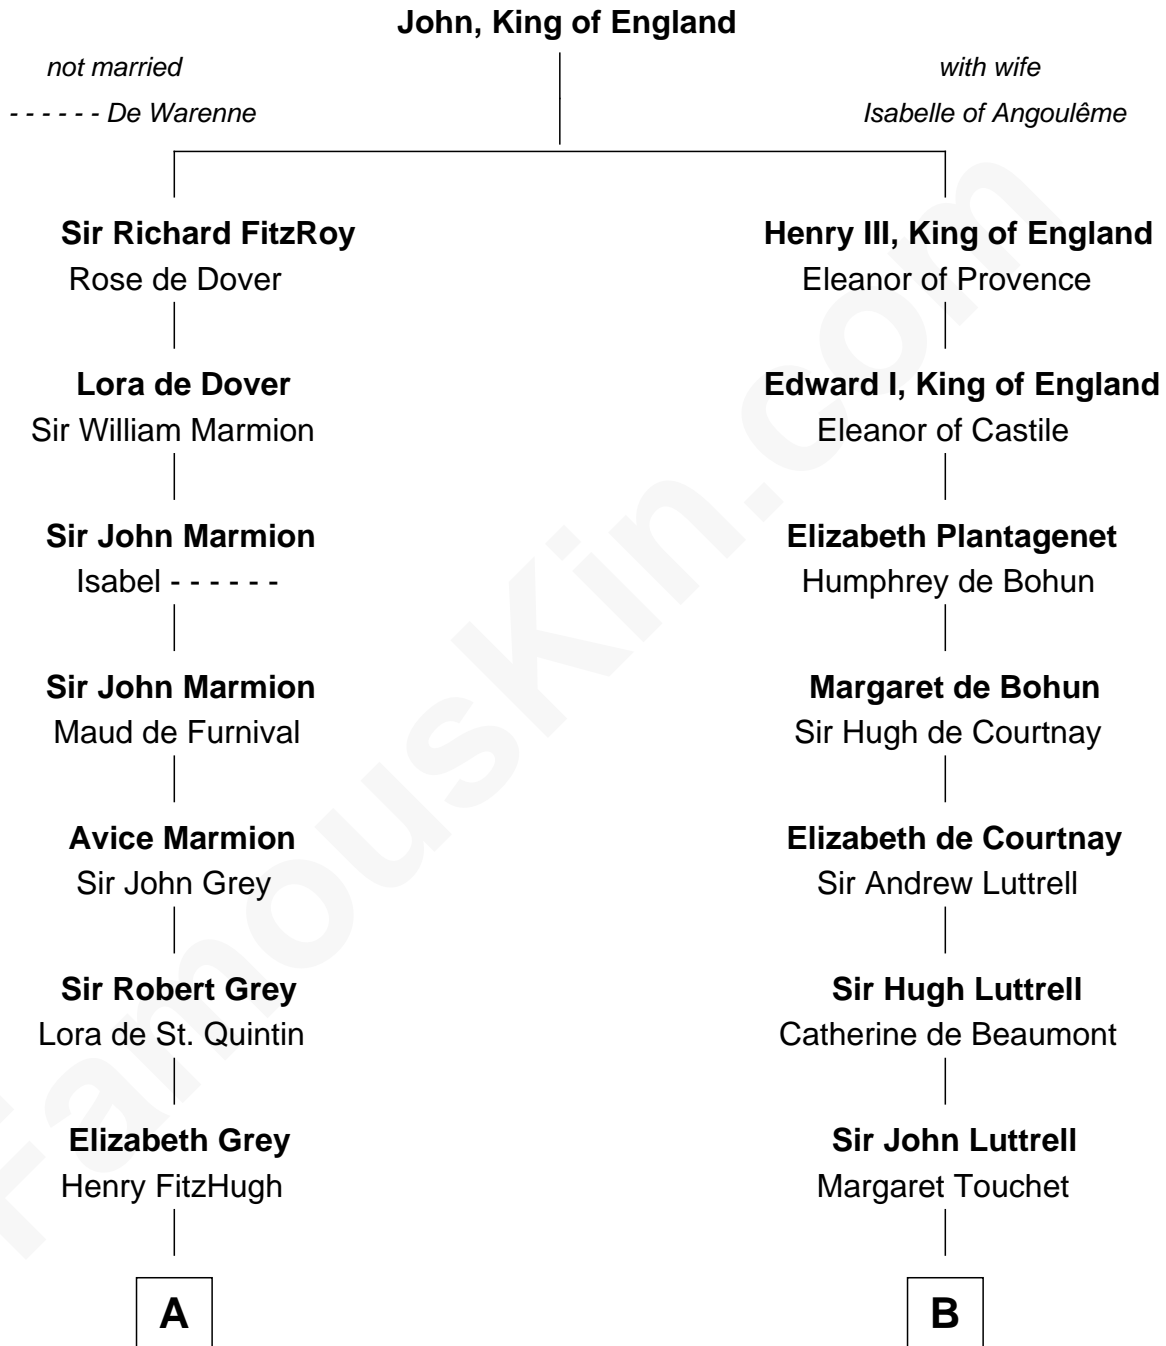 John, King of England
not married
with wife
- - - - - - De Warenne
Isabelle of Angoulême
Sir Richard FitzRoy
Henry III, King of England
Rose de Dover
Eleanor of Provence
Lora de Dover
Edward I, King of England
Sir William Marmion
Eleanor of Castile
Sir John Marmion
Elizabeth Plantagenet
Isabel - - - - - -
Humphrey de Bohun
Sir John Marmion
Margaret de Bohun
Maud de Furnival
Sir Hugh de Courtnay
Avice Marmion
Elizabeth de Courtnay
Sir John Grey
Sir Andrew Luttrell
Sir Robert Grey
Sir Hugh Luttrell
Lora de St. Quintin
Catherine de Beaumont
Elizabeth Grey
Sir John Luttrell
Henry FitzHugh
Margaret Touchet
A
B
FamousKin.com